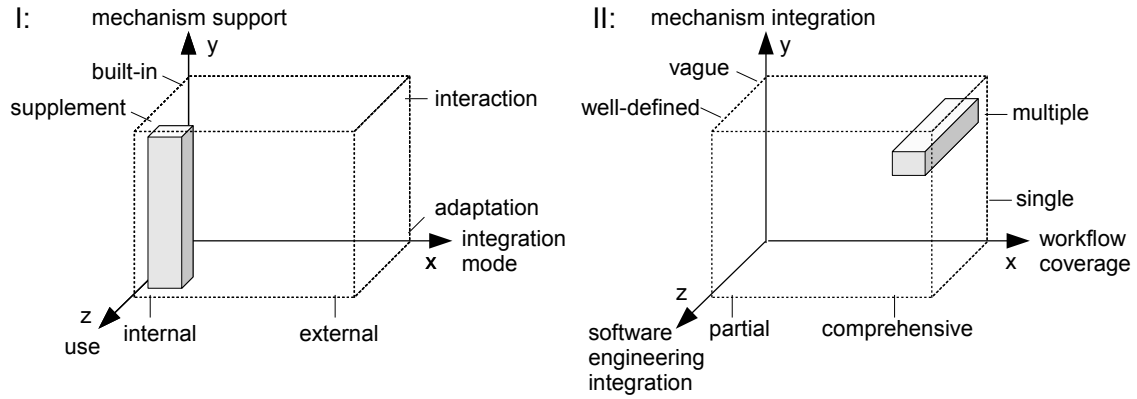 I:
mechanism support
y
built-in
supplement
interaction
adaptation
x
integration
mode
z
use
internal
external
II:
mechanism integration
y
vague
well-defined
multiple
single
x
workflow
coverage
z
software
engineering
integration
partial
comprehensive